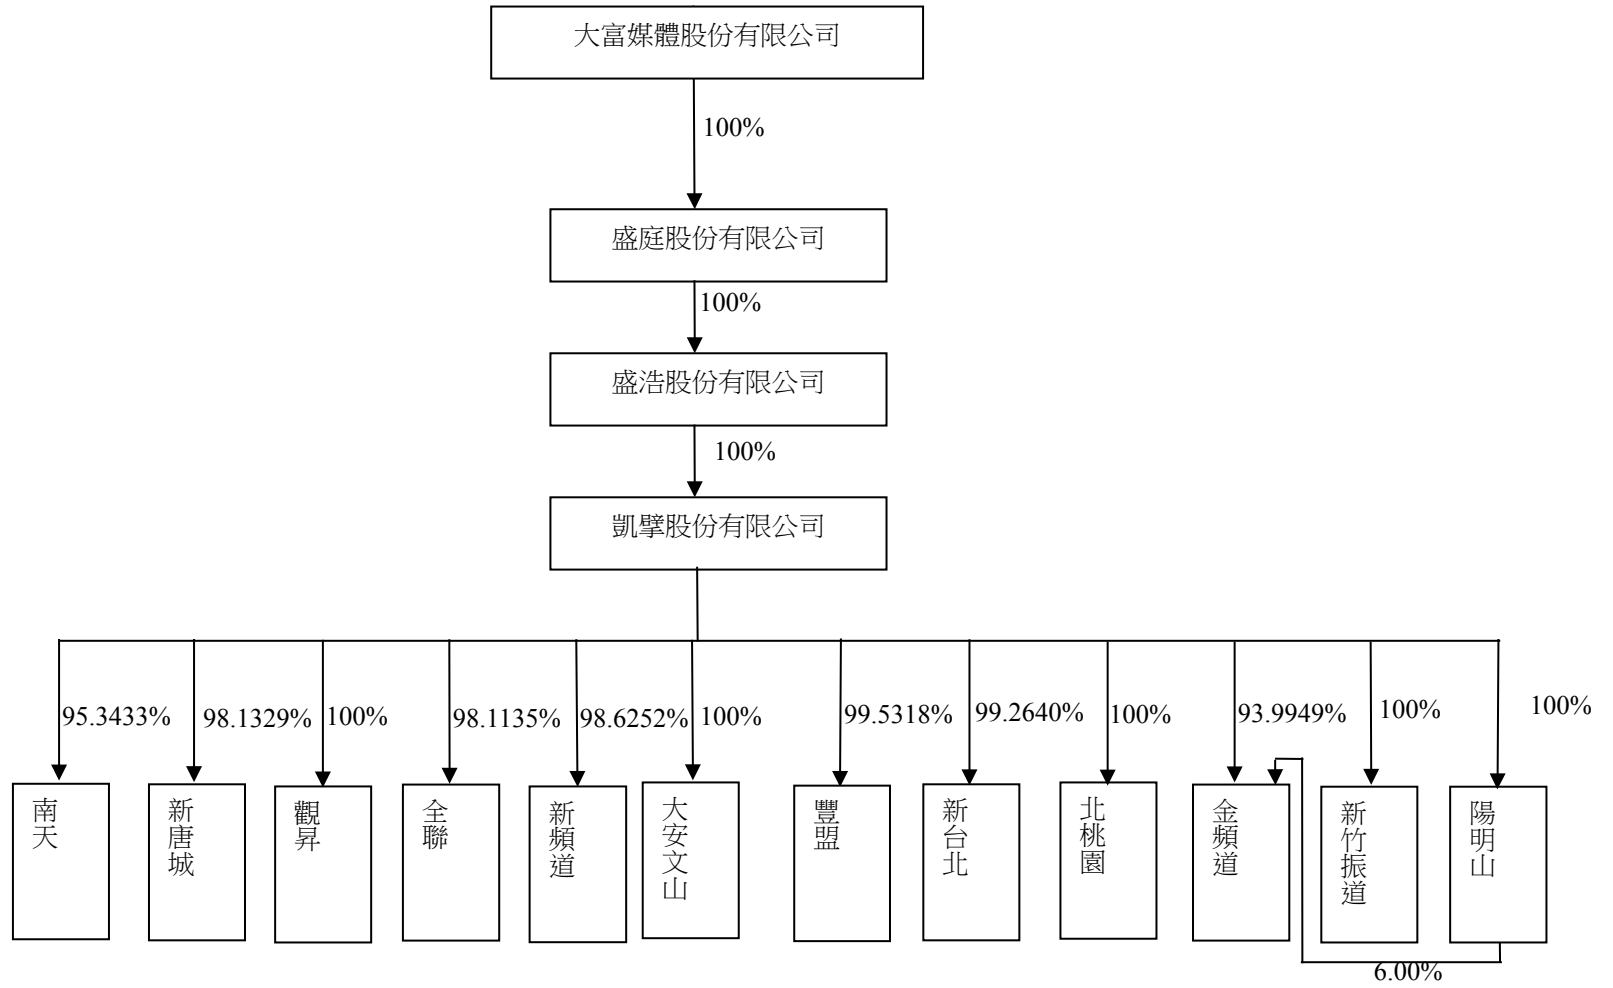 大富媒體股份有限公司
100%
盛庭股份有限公司
100%
盛浩股份有限公司
100%
凱擘股份有限公司
95.3433%
98.1329%
100%
98.1135%
98.6252%
100%
99.5318%
99.2640%
100%
93.9949%
100%
100%
南天
新唐城
觀昇
全聯
新頻道
大安文山
豐盟
新台北
北桃園
金頻道
新竹振道
陽明山
6.00%